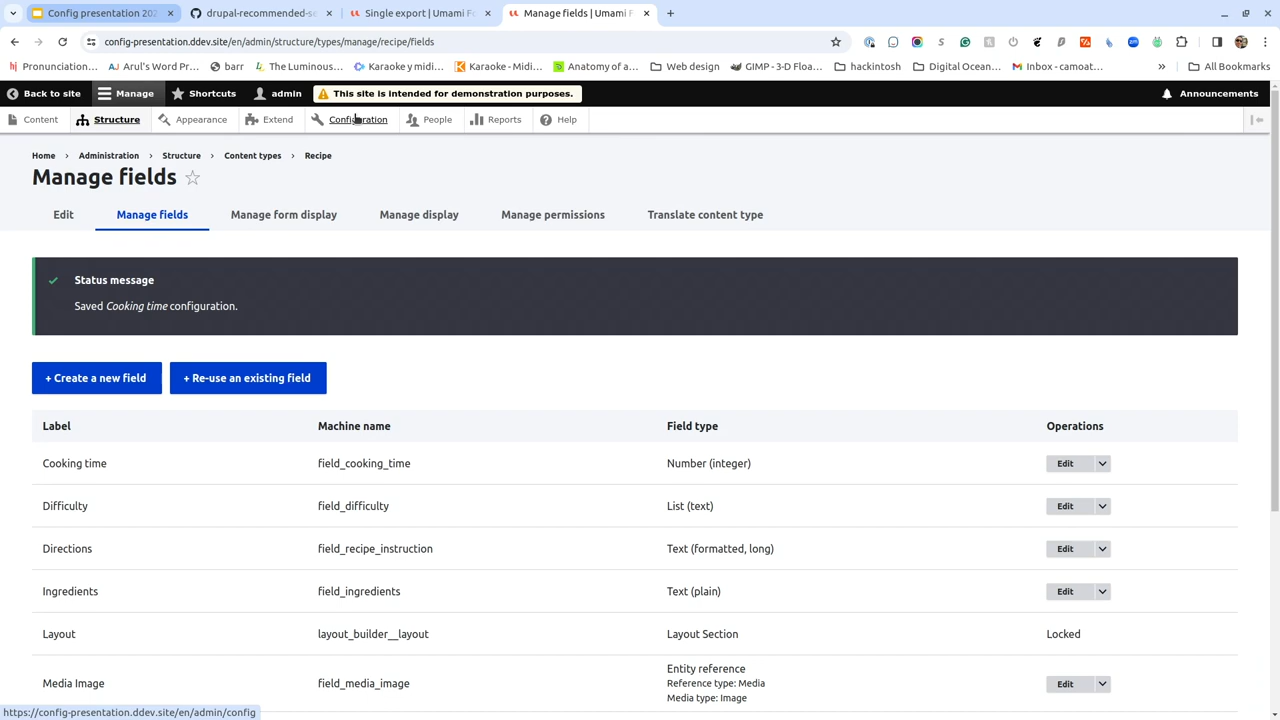 Config presentation 202
drupal-recommended-se
Single export | Umami Fo
Manage fields | Umami F
config-presentation.ddev.site/en/admin/structure/types/manage/recipe/fields
Pronunciation...
Arul's Word Pr...
barr
The Luminous...
Karaoke y midi...
Karaoke - Midi...
Anatomy of a...
Web design
GIMP - 3-D Floa...
hackintosh
Digital Ocean...
Inbox - camoat...
»
All Bookmarks
Back to site
Manage
Shortcuts
admin
This site is intended for demonstration purposes.
Announcements
Content
Structure
Appearance
Extend
Configuration
People
Reports
Help
Home › Administration › Structure › Content types › Recipe
Manage fields
Edit
Manage fields
Manage form display
Manage display
Manage permissions
Translate content type
Status message
Saved Cooking time configuration.
+ Create a new field
+ Re-use an existing field
Label Machine name Field type Operations
Cooking time field_cooking_time Number (integer) Edit
Difficulty field_difficulty List (text) Edit
Directions field_recipe_instruction Text (formatted, long) Edit
Ingredients field_ingredients Text (plain) Edit
Layout layout_builder__layout Layout Section Locked
Entity reference
Media Image field_media_image Reference type: Media Edit
Media type: Image
https://config-presentation.ddev.site/en/admin/config